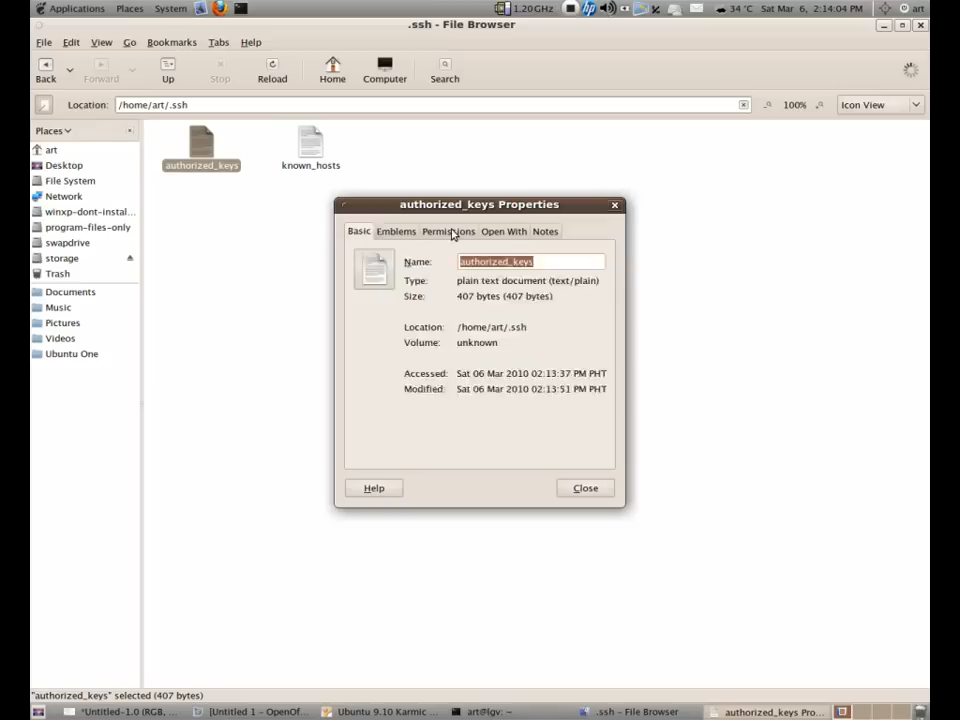 Applications Places System 1.20 GHz 34 °C Sat Mar 6, 2:14:04 PM art
.ssh - File Browser
File Edit View Go Bookmarks Tabs Help
Back Forward Up Stop Reload Home Computer Search
Location: /home/art/.ssh 100% Icon View
Places
art
Desktop
File System
Network
winxp-dont-instal...
program-files-only
swapdrive
storage
Trash
Documents
Music
Pictures
Videos
Ubuntu One
authorized_keys known_hosts
authorized_keys Properties
Basic Emblems Permissions Open With Notes
Name: authorized_keys
Type: plain text document (text/plain)
Size: 407 bytes (407 bytes)
Location: /home/art/.ssh
Volume: unknown
Accessed: Sat 06 Mar 2010 02:13:37 PM PHT
Modified: Sat 06 Mar 2010 02:13:51 PM PHT
Help Close
"authorized_keys" selected (407 bytes)
*Untitled-1.0 (RGB, ... [Untitled 1 - OpenOf... Ubuntu 9.10 Karmic ... art@lgv: ~ .ssh - File Browser authorized_keys Pro...